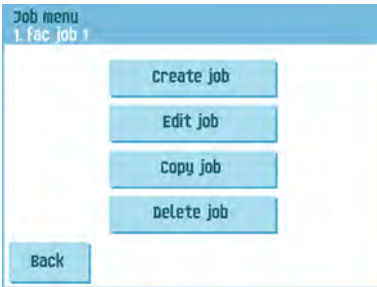 Job menu
1. Fac job 1
Create job
Edit job
Copy job
Delete job
Back